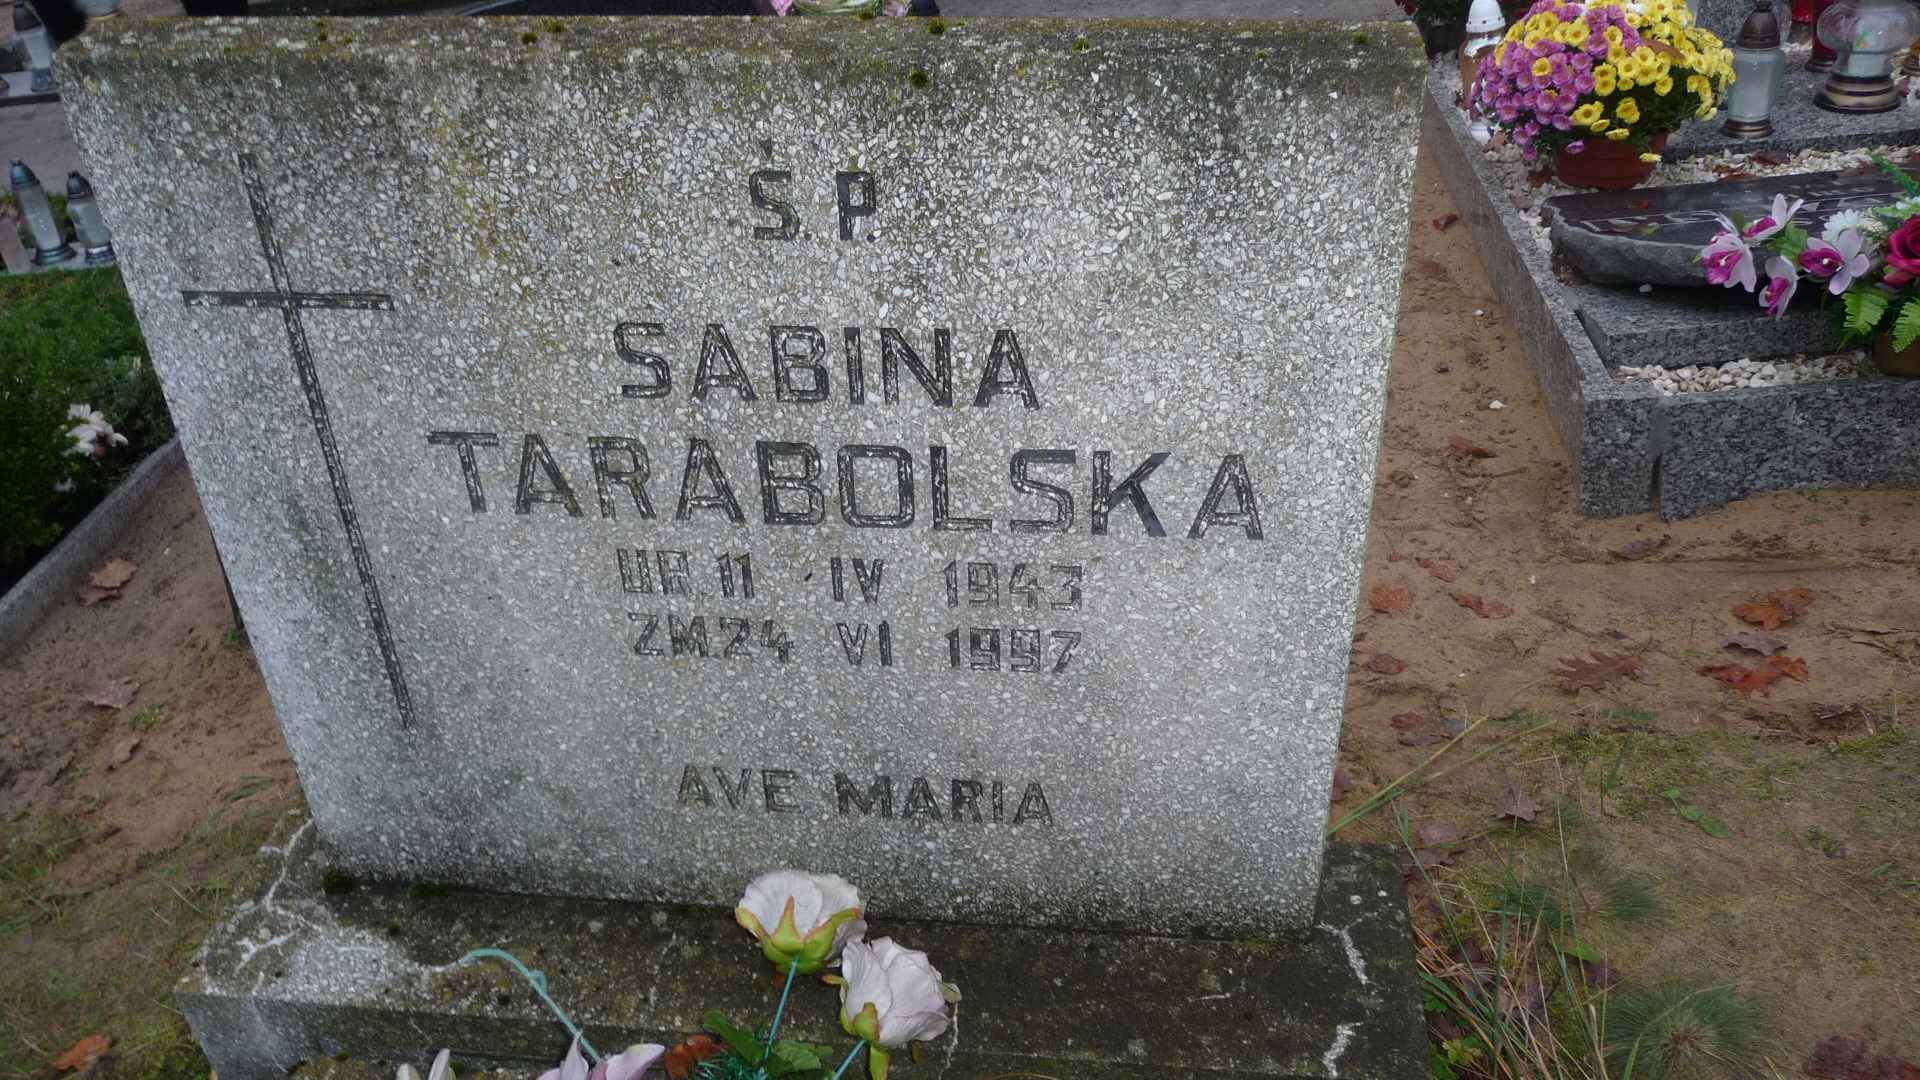 Ś.P.
SABINA
TARABOLSKA
UR. 11 IV 1943
ZM. 24 VI 1997
AVE MARIA